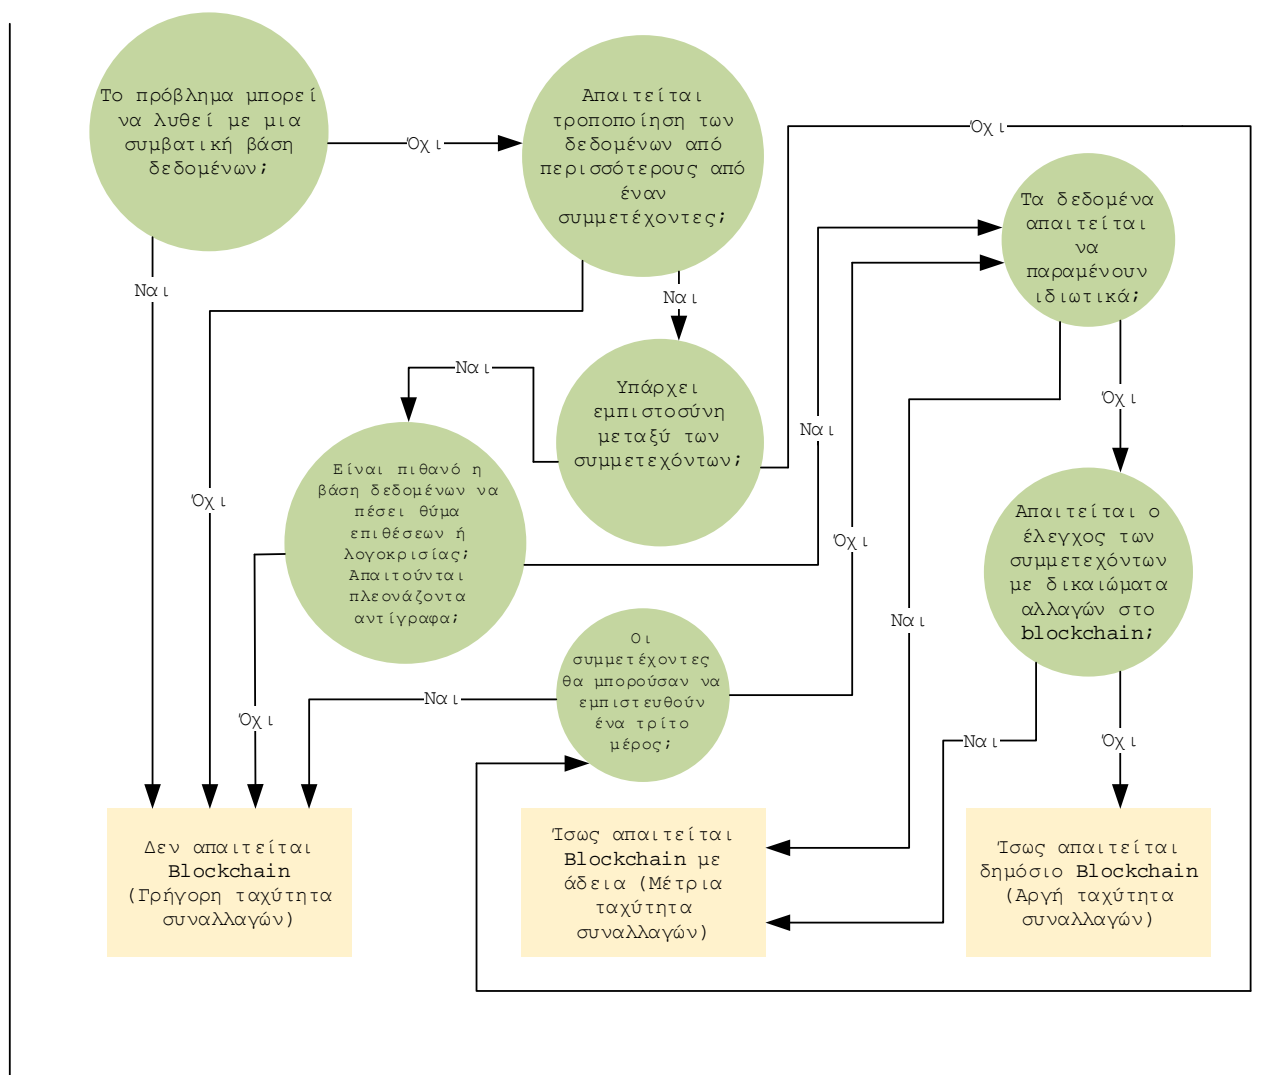 Το πρόβλημα μπορεί
να λυθεί με μια
συμβατική βάση
δεδομένων;
Όχι
Απαιτείται
τροποποίηση των
δεδομένων από
περισσότερους από
έναν
συμμετέχοντες;
Όχι
Τα δεδομένα
απαιτείται
να
παραμένουν
ιδιωτικά;
Ναι
Ναι
Ναι
Υπάρχει
εμπιστοσύνη
μεταξύ των
συμμετεχόντων;
Όχι
Ναι
Είναι πιθανό η
βάση δεδομένων να
πέσει θύμα
επιθέσεων ή
λογοκρισίας;
Απαιτούνται
πλεονάζοντα
αντίγραφα;
Όχι
Όχι
Απαιτείται ο
έλεγχος των
συμμετεχόντων
με δικαιώματα
αλλαγών στο
blockchain;
Ναι
Οι
συμμετέχοντες
θα μπορούσαν να
εμπιστευθούν
ένα τρίτο
μέρος;
Ναι
Όχι
Ναι
Όχι
Δεν απαιτείται
Blockchain
(Γρήγορη ταχύτητα
συναλλαγών)
Ίσως απαιτείται
Blockchain με
άδεια (Μέτρια
ταχύτητα
συναλλαγών)
Ίσως απαιτείται
δημόσιο Blockchain
(Αργή ταχύτητα
συναλλαγών)